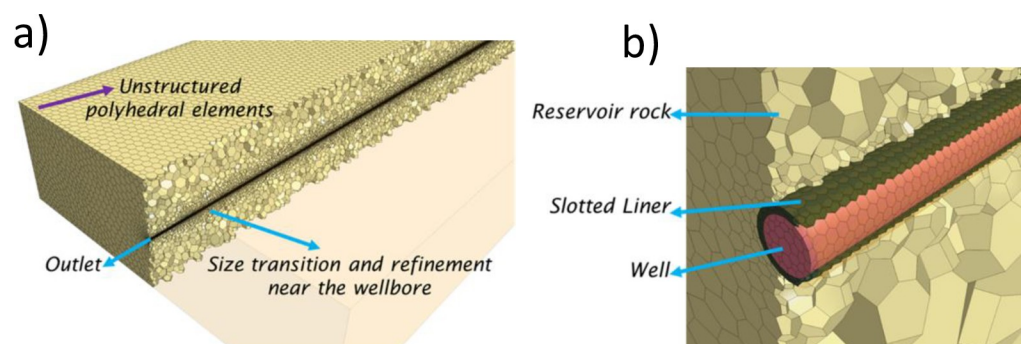 a)
Unstructured
polyhedral elements
Outlet
Size transition and refinement
near the wellbore
b)
Reservoir rock
Slotted Liner
Well